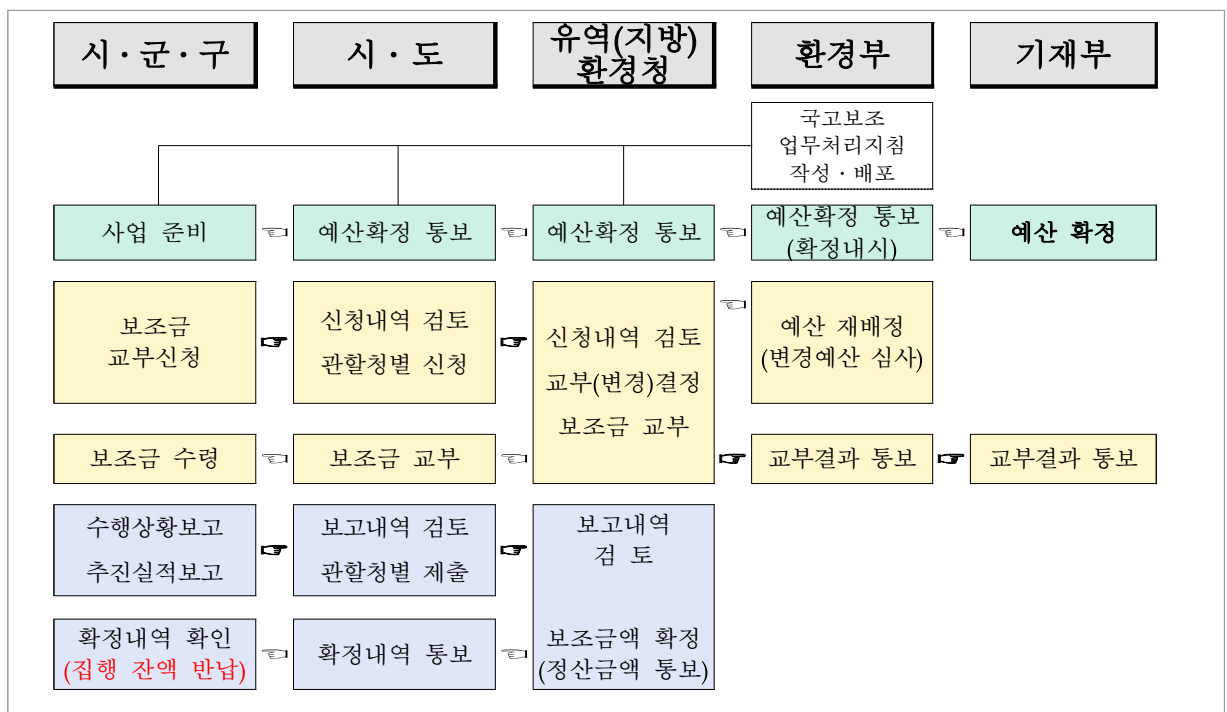 시·군·구
시·도
유역(지방)
환경청
환경부
기재부
국고보조
업무처리지침
작성·배포
사업 준비
☜
예산확정 통보
☜
예산확정 통보
☜
예산확정 통보
(확정내시)
☜
예산 확정
보조금
교부신청
☞
신청내역 검토
관할청별 신청
☞
신청내역 검토
교부(변경)결정
보조금 교부
☜
예산 재배정
(변경예산 심사)
보조금 수령
☜
보조금 교부
☜
☞
교부결과 통보
☞
교부결과 통보
수행상황보고
추진실적보고
☞
보고내역 검토
관할청별 제출
☞
보고내역
검 토
확정내역 확인
(집행 잔액 반납)
☜
확정내역 통보
☜
보조금액 확정
(정산금액 통보)